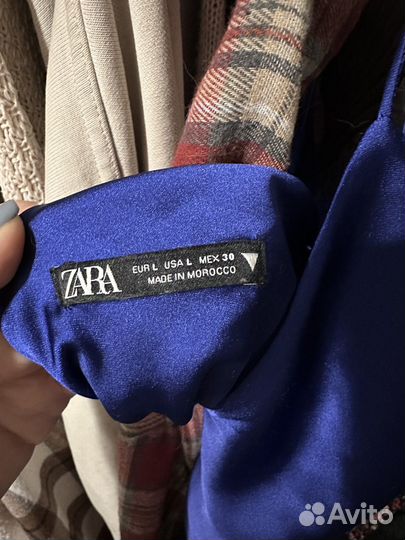 ZARA
EUR L USA L MEX 30
MADE IN MOROCCO
Avito